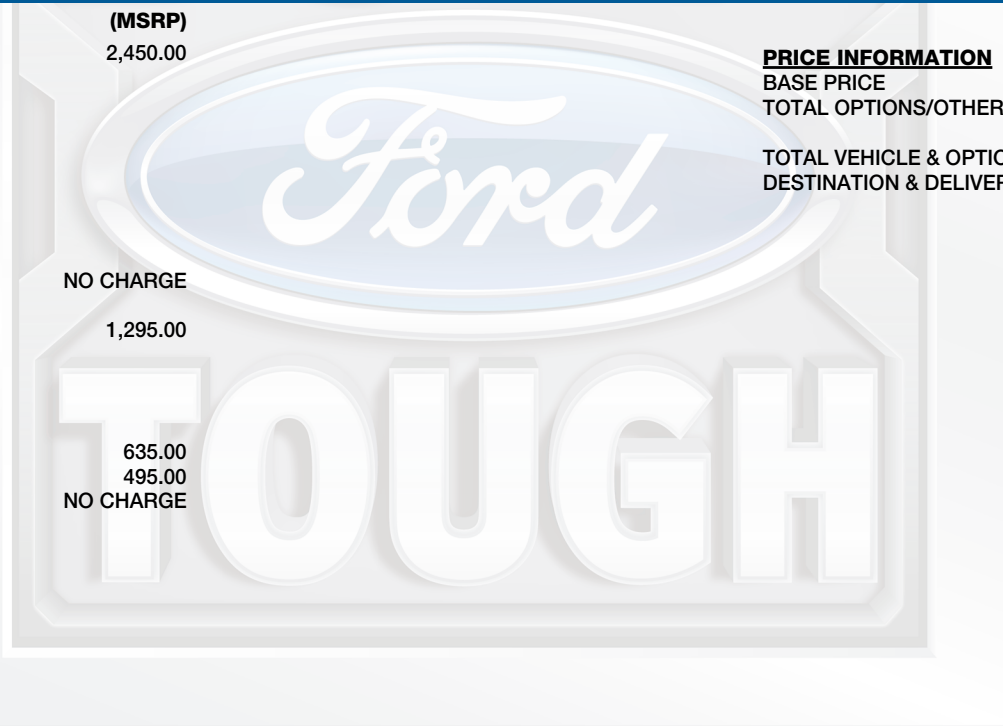 (MSRP)
2,450.00
NO CHARGE
1,295.00
635.00
495.00
NO CHARGE
PRICE INFORMATION
BASE PRICE
TOTAL OPTIONS/OTHER
TOTAL VEHICLE & OPTIO
DESTINATION & DELIVER
Ford
TOUGH